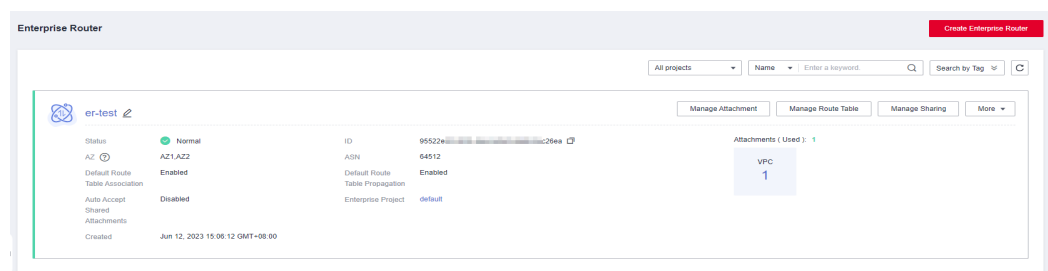 Enterprise Router
Create Enterprise Router
All projects
Name
Enter a keyword.
Search by Tag
er-test
Manage Attachment
Manage Route Table
Manage Sharing
More
Status
Normal
ID
95522e
c26ea
Attachments ( Used ): 1
AZ
AZ1,AZ2
ASN
64512
VPC
1
Default Route
Table Association
Enabled
Default Route
Table Propagation
Enabled
Auto Accept
Shared
Attachments
Disabled
Enterprise Project
default
Created
Jun 12, 2023 15:06:12 GMT+08:00